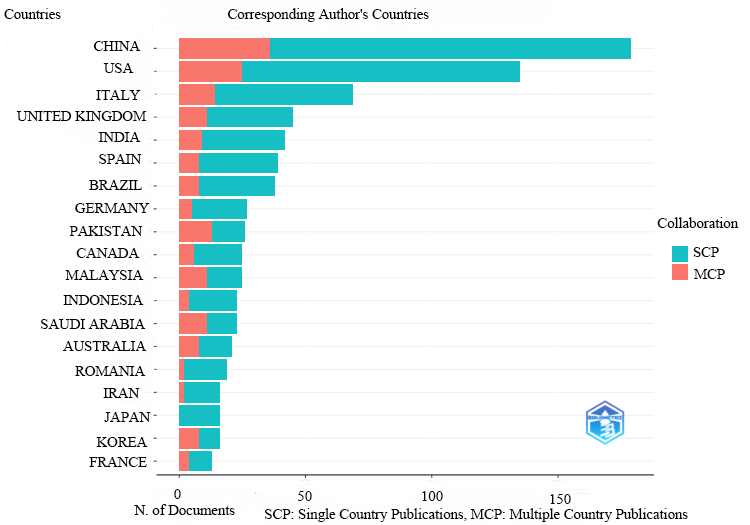 Countries
Corresponding Author's Countries
CHINA
USA
ITALY
UNITED KINGDOM
INDIA
SPAIN
BRAZIL
GERMANY
PAKISTAN
CANADA
MALAYSIA
INDONESIA
SAUDI ARABIA
AUSTRALIA
ROMANIA
IRAN
JAPAN
KOREA
FRANCE
Collaboration
SCP
MCP
0 50 100 150
N. of Documents
SCP: Single Country Publications, MCP: Multiple Country Publications